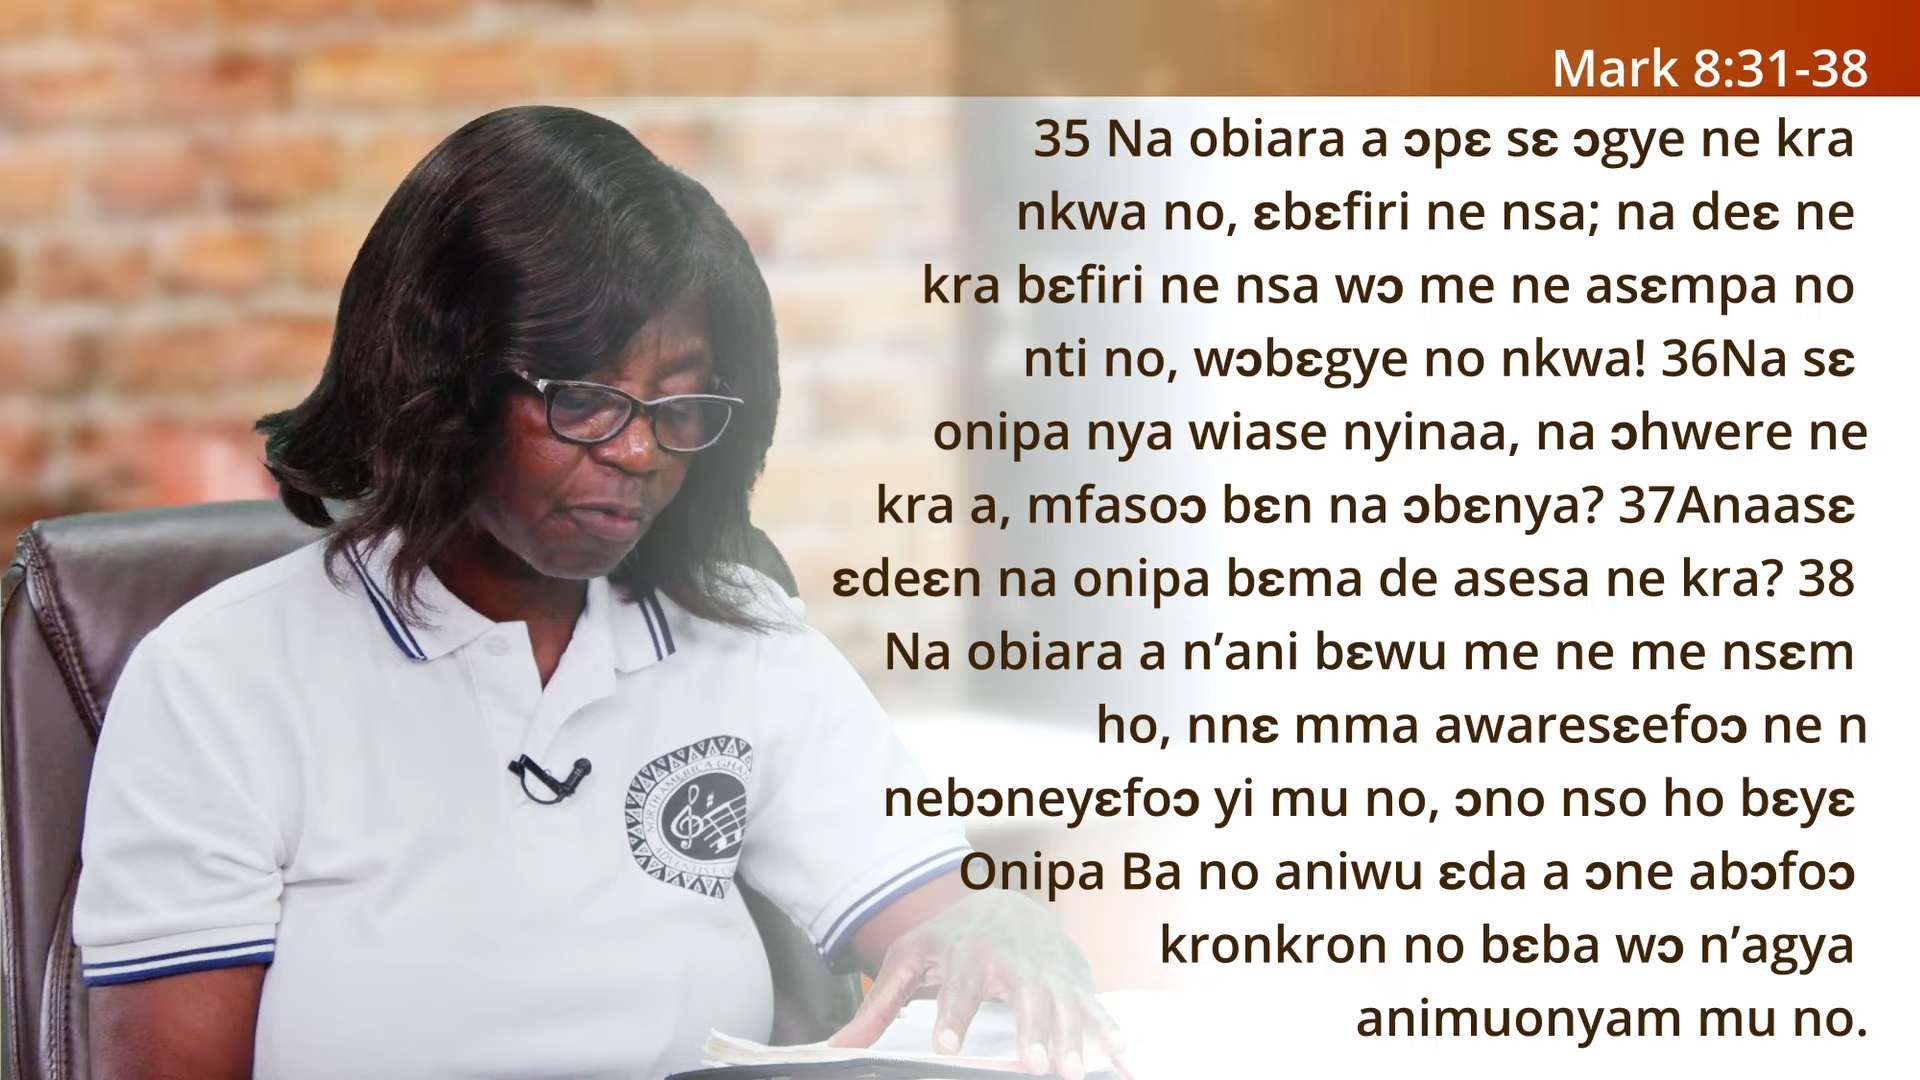 Mark 8:31-38
35 Na obiara a ɔpɛ sɛ ɔgye ne kra
nkwa no, ɛbɛfiri ne nsa; na deɛ ne
kra bɛfiri ne nsa wɔ me ne asɛmpa no
nti no, wɔbɛgye no nkwa! 36Na sɛ
onipa nya wiase nyinaa, na ɔhwere ne
kra a, mfasoɔ bɛn na ɔbɛnya? 37Anaasɛ
ɛdeɛn na onipa bɛma de asesa ne kra? 38
Na obiara a n’ani bɛwu me ne me nsɛm
ho, nnɛ mma awaresɛefoɔ ne n
nebɔneyɛfoɔ yi mu no, ɔno nso ho bɛyɛ
Onipa Ba no aniwu ɛda a ɔne abɔfoɔ
kronkron no bɛba wɔ n’agya
animuonyam mu no.
NORTH AMERICA GHAN
ADVENTIST